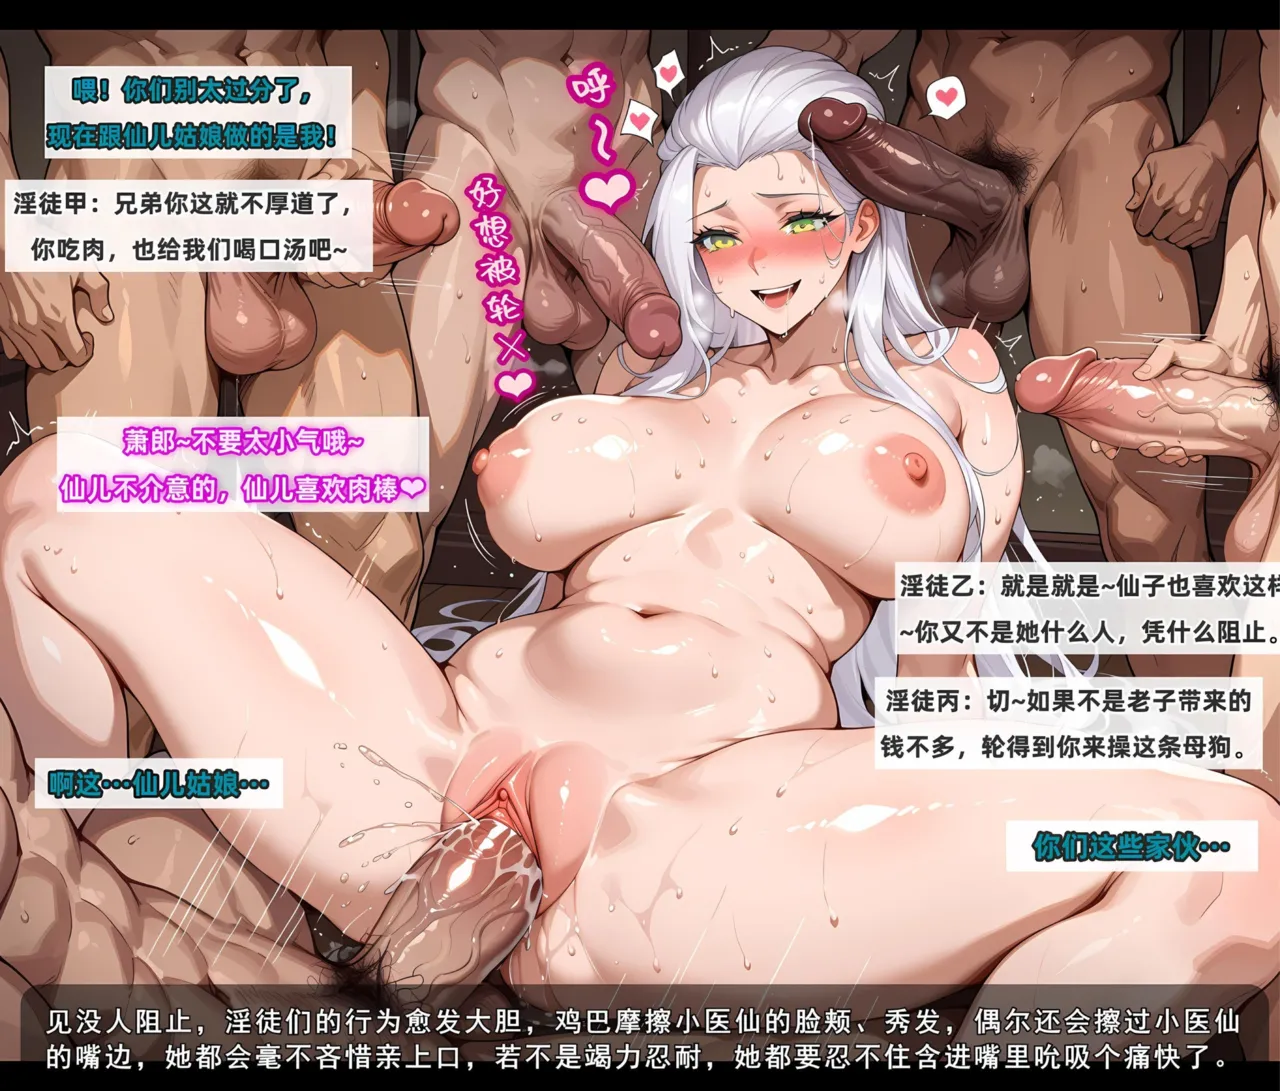 喂！你们别太过分了，
现在跟仙儿姑娘做的是我！
淫徒甲：兄弟你这就不厚道了，
你吃肉，也给我们喝口汤吧~
呼~❤
好想被轮×❤
萧郎~不要太小气哦~
仙儿不介意的，仙儿喜欢肉棒❤
淫徒乙：就是就是~仙子也喜欢这样
~你又不是她什么人，凭什么阻止。
淫徒丙：切~如果不是老子带来的
钱不多，轮得到你来操这条母狗。
啊这…仙儿姑娘…
你们这些家伙…
见没人阻止，淫徒们的行为愈发大胆，鸡巴摩擦小医仙的脸颊、秀发，偶尔还会擦过小医仙
的嘴边，她都会毫不吝惜亲上口，若不是竭力忍耐，她都要忍不住含进嘴里吮吸个痛快了。